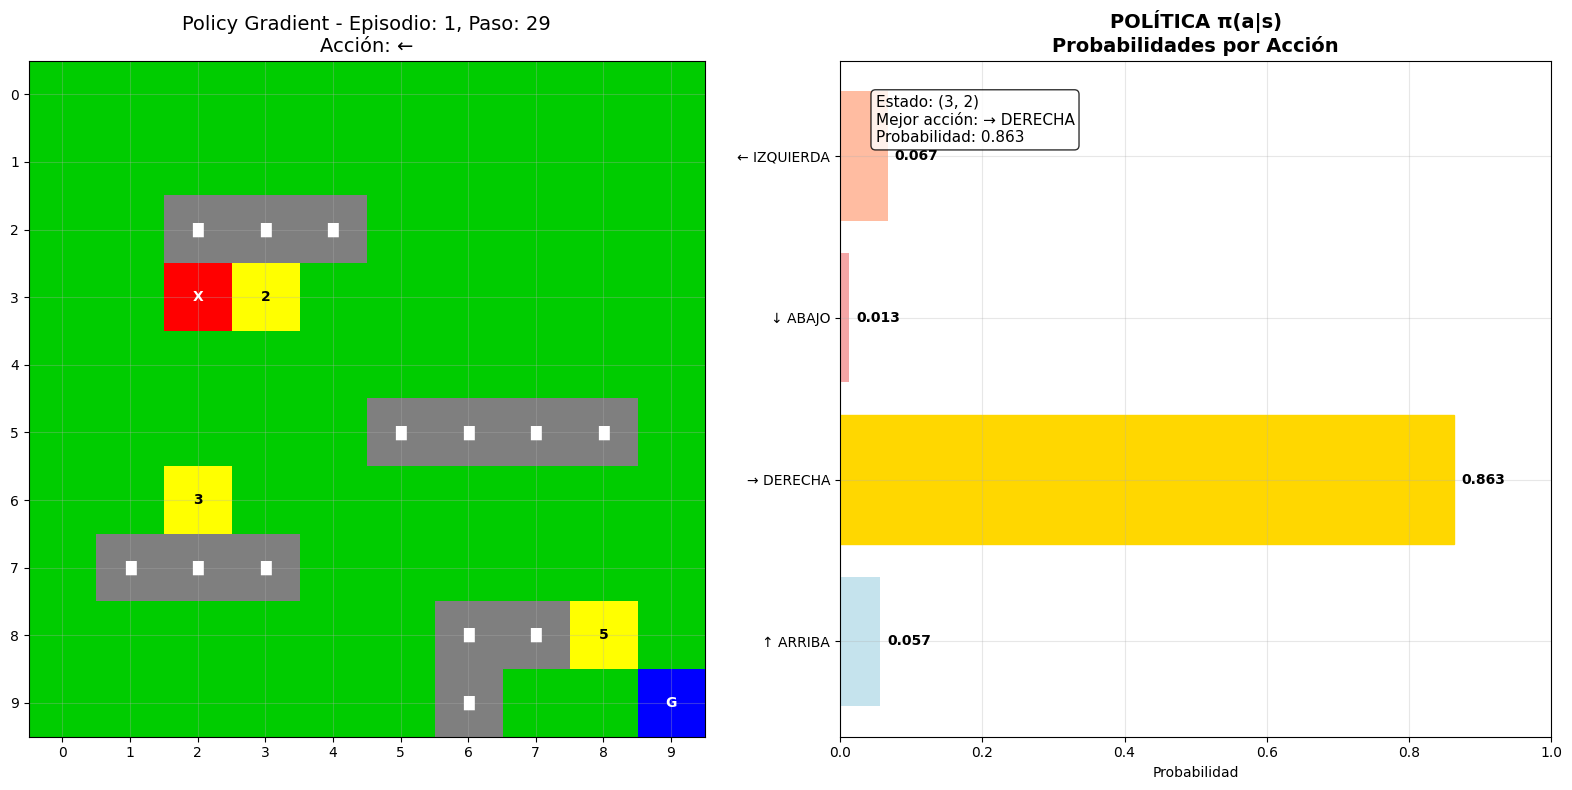 Policy Gradient - Episodio: 1, Paso: 29
Acción: ←
0
1
2
3
4
5
6
7
8
9
X
2
3
5
G
0
1
2
3
4
5
6
7
8
9
POLÍTICA π(a|s)
Probabilidades por Acción
Estado: (3, 2)
Mejor acción: → DERECHA
Probabilidad: 0.863
← IZQUIERDA
0.067
↓ ABAJO
0.013
→ DERECHA
0.863
↑ ARRIBA
0.057
0.0
0.2
0.4
0.6
0.8
1.0
Probabilidad